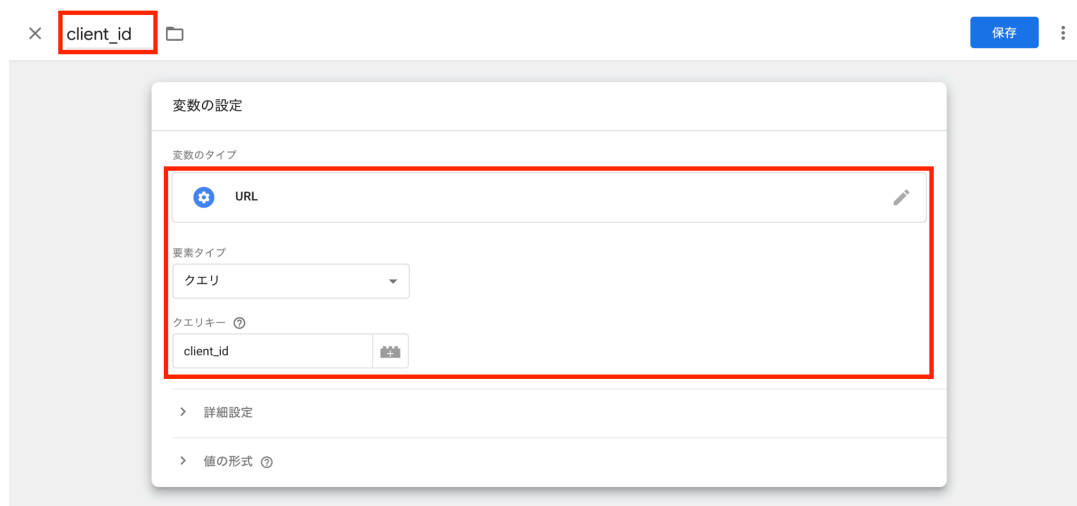 client_id
保存
変数の設定
変数のタイプ
URL
要素タイプ
クエリ
クエリキー
client_id
詳細設定
値の形式